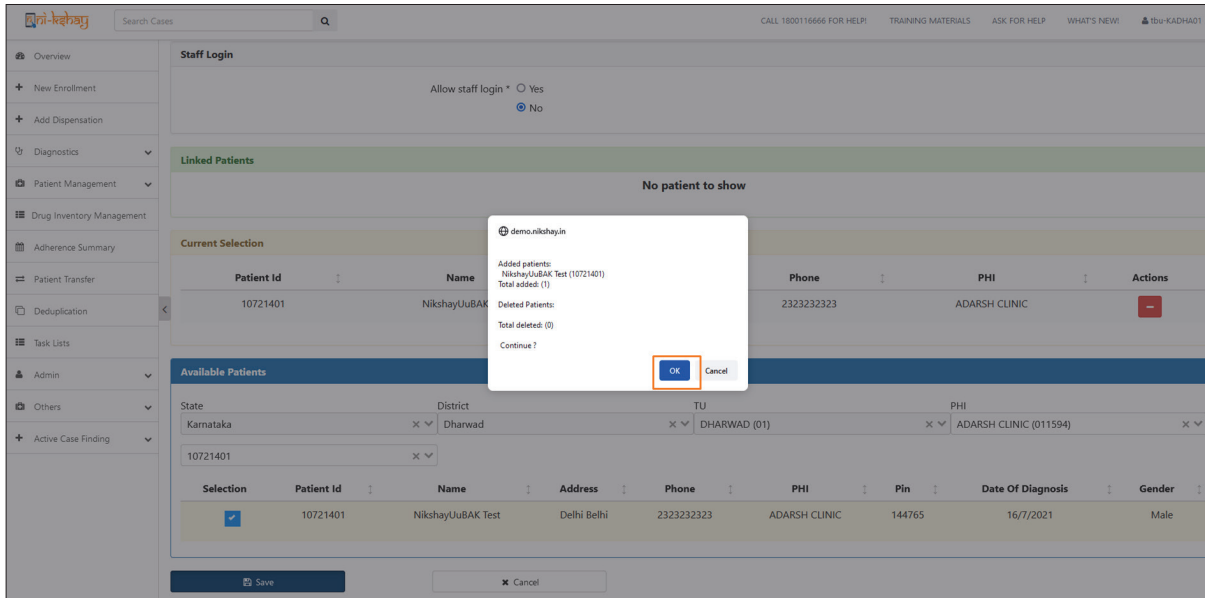 ni-kshay
Search Cases
CALL 1800116666 FOR HELP! TRAINING MATERIALS ASK FOR HELP WHAT'S NEW! tbu-KADHA01
Overview
New Enrollment
Add Dispensation
Diagnostics
Patient Management
Drug Inventory Management
Adherence Summary
Patient Transfer
Deduplication
Task Lists
Admin
Others
Active Case Finding
Staff Login
Allow staff login * Yes
No
Linked Patients
No patient to show
Current Selection
Patient Id Name Phone PHI Actions
10721401 NikshayUuBAK 2323232323 ADARSH CLINIC
demo.nikshay.in
Added patients:
NikshayUuBAK Test (10721401)
Total added: (1)
Deleted Patients:
Total deleted: (0)
Continue ?
OK Cancel
Available Patients
State District TU PHI
Karnataka Dharwad DHARWAD (01) ADARSH CLINIC (011594)
10721401
Selection Patient Id Name Address Phone PHI Pin Date Of Diagnosis Gender
10721401 NikshayUuBAK Test Delhi Belhi 2323232323 ADARSH CLINIC 144765 16/7/2021 Male
Save Cancel